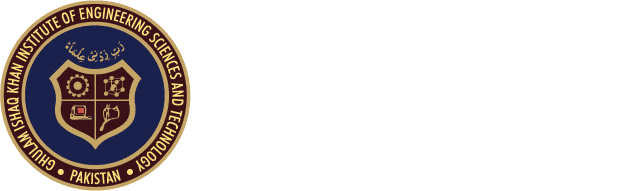 GHULAM ISHAQ KHAN INSTITUTE OF ENGINEERING SCIENCES AND TECHNOLOGY
رَبِّ زِدْنِي عِلْمًا
• PAKISTAN •